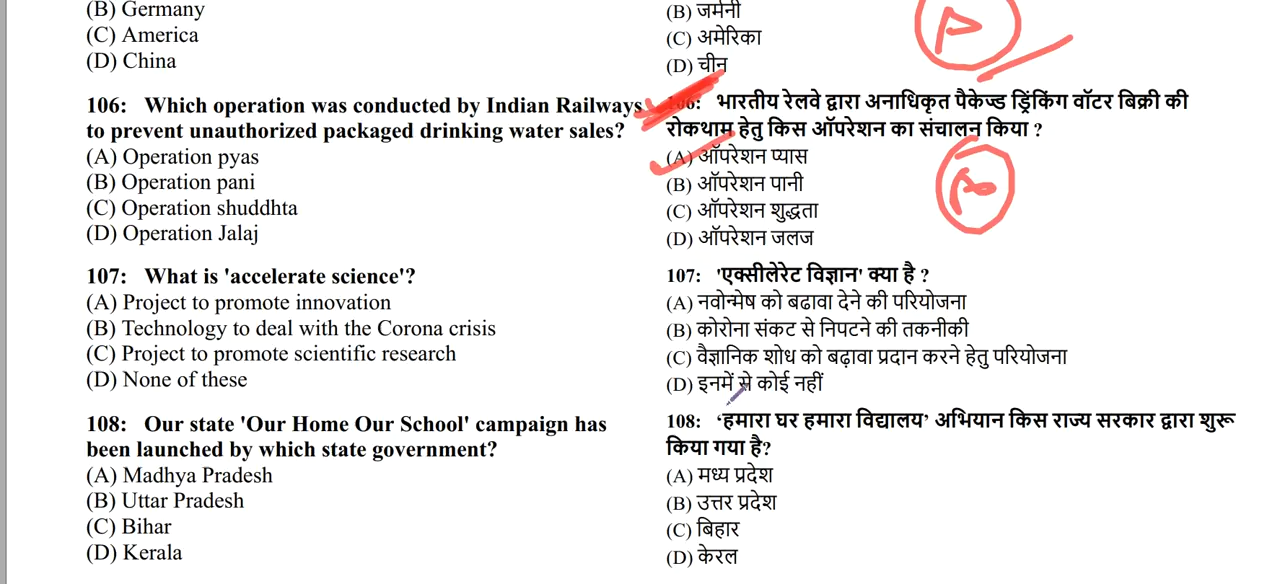 (B) Germany
(C) America
(D) China
106: Which operation was conducted by Indian Railways
to prevent unauthorized packaged drinking water sales?
(A) Operation pyas
(B) Operation pani
(C) Operation shuddhta
(D) Operation Jalaj
107: What is 'accelerate science'?
(A) Project to promote innovation
(B) Technology to deal with the Corona crisis
(C) Project to promote scientific research
(D) None of these
108: Our state 'Our Home Our School' campaign has
been launched by which state government?
(A) Madhya Pradesh
(B) Uttar Pradesh
(C) Bihar
(D) Kerala
(B) जर्मनी
(C) अमेरिका
(D) चीन
106: भारतीय रेलवे द्वारा अनाधिकृत पैकेज्ड ड्रिंकिंग वॉटर बिक्री की
रोकथाम हेतु किस ऑपरेशन का संचालन किया ?
(A) ऑपरेशन प्यास
(B) ऑपरेशन पानी
(C) ऑपरेशन शुद्धता
(D) ऑपरेशन जलज
107: 'एक्सीलेरेट विज्ञान' क्या है ?
(A) नवोन्मेष को बढावा देने की परियोजना
(B) कोरोना संकट से निपटने की तकनीकी
(C) वैज्ञानिक शोध को बढ़ावा प्रदान करने हेतु परियोजना
(D) इनमें से कोई नहीं
108: ‘हमारा घर हमारा विद्यालय’ अभियान किस राज्य सरकार द्वारा शुरू
किया गया है?
(A) मध्य प्रदेश
(B) उत्तर प्रदेश
(C) बिहार
(D) केरल